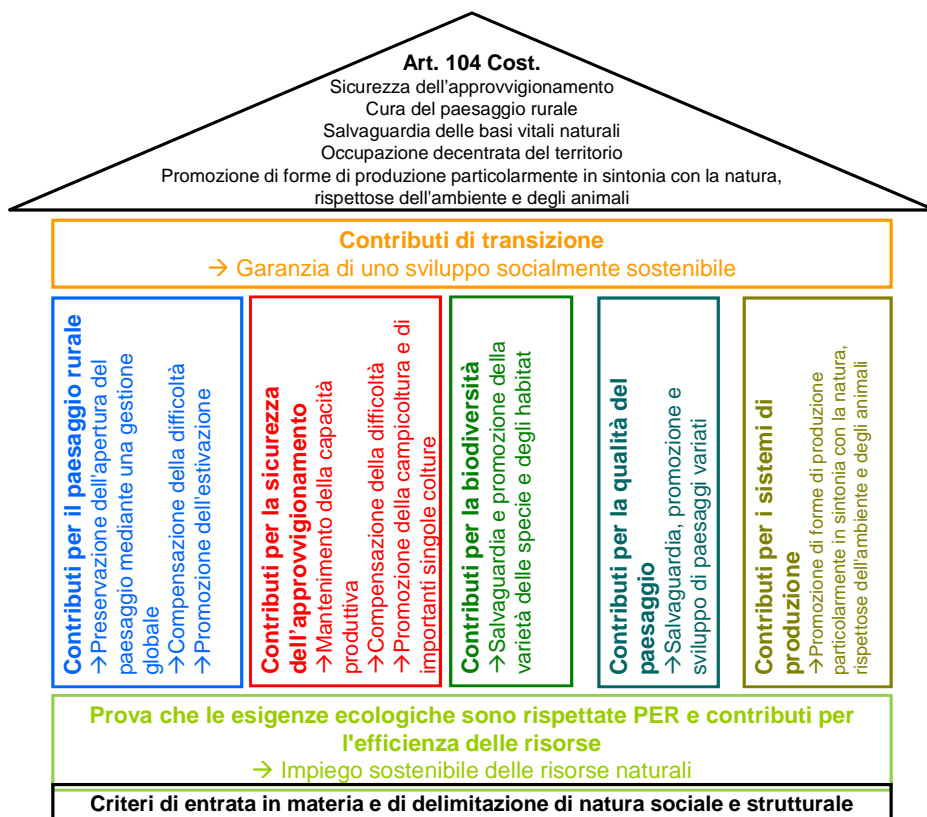 Art. 104 Cost.
Sicurezza dell'approvvigionamento
Cura del paesaggio rurale
Salvaguardia delle basi vitali naturali
Occupazione decentrata del territorio
Promozione di forme di produzione particolarmente in sintonia con la natura,
rispettose dell'ambiente e degli animali
Contributi di transizione
→ Garanzia di uno sviluppo socialmente sostenibile
Contributi per il paesaggio rurale
→Preservazione dell'apertura del
paesaggio mediante una gestione
globale
→Compensazione della difficoltà
→Promozione dell'estivazione
Contributi per la sicurezza
dell'approvvigionamento
→Mantenimento della capacità
produttiva
→Compensazione della difficoltà
→Promozione della campicoltura e di
importanti singole colture
Contributi per la biodiversità
→Salvaguardia e promozione della
varietà delle specie e degli habitat
Contributi per la qualità del
paesaggio
→Salvaguardia, promozione e
sviluppo di paesaggi variati
Contributi per i sistemi di
produzione
→Promozione di forme di produzione
particolarmente in sintonia con la natura,
rispettose dell'ambiente e degli animali
Prova che le esigenze ecologiche sono rispettate PER e contributi per
l'efficienza delle risorse
→ Impiego sostenibile delle risorse naturali
Criteri di entrata in materia e di delimitazione di natura sociale e strutturale